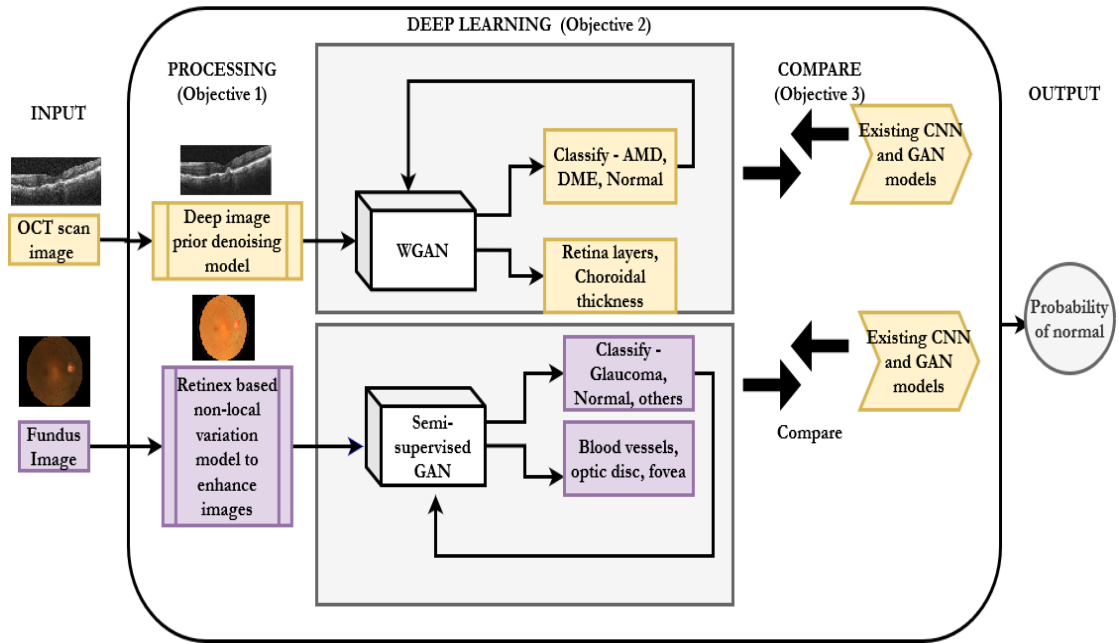 DEEP LEARNING (Objective 2)
PROCESSING
(Objective 1)
COMPARE
(Objective 3)
INPUT
OUTPUT
OCT scan
image
Deep image
prior denoising
model
WGAN
Classify - AMD,
DME, Normal
Retina layers,
Choroidal
thickness
Existing CNN
and GAN
models
Fundus
Image
Retinex based
non-local
variation
model to
enhance
images
Semi-
supervised
GAN
Classify -
Glaucoma,
Normal, others
Blood vessels,
optic disc, fovea
Compare
Existing CNN
and GAN
models
Probability
of normal